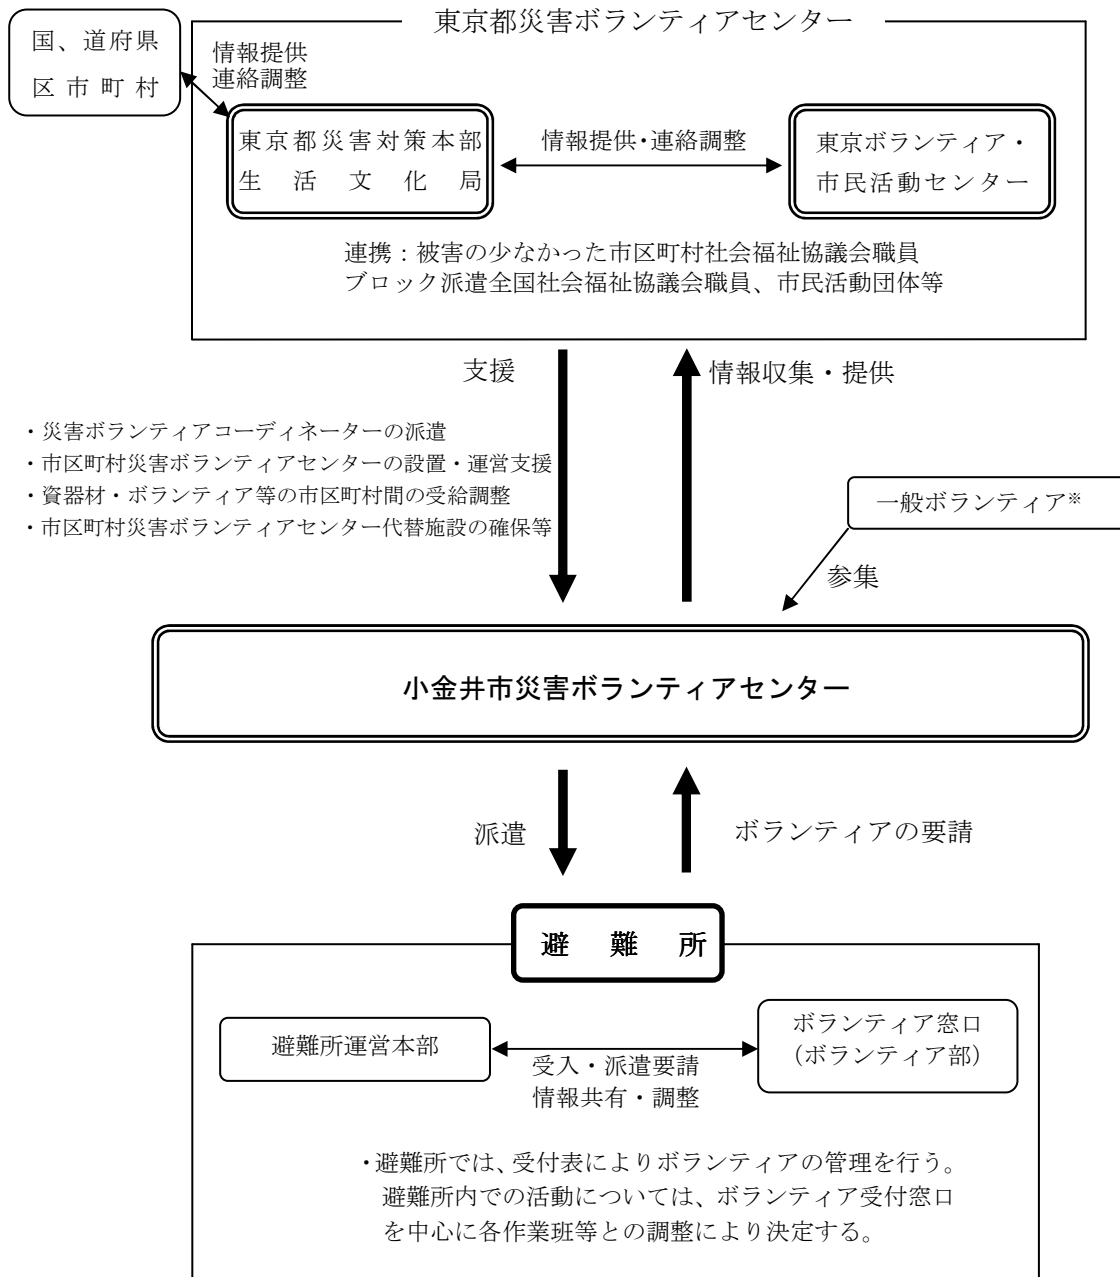 東京都災害ボランティアセンター
国、道府県
区市町村
情報提供
連絡調整
東京都災害対策本部
生活文化局
情報提供・連絡調整
東京ボランティア・
市民活動センター
連携：被害の少なかった市区町村社会福祉協議会職員
ブロック派遣全国社会福祉協議会職員、市民活動団体等
支援
情報収集・提供
・災害ボランティアコーディネーターの派遣
・市区町村災害ボランティアセンターの設置・運営支援
・資器材・ボランティア等の市区町村間の受給調整
・市区町村災害ボランティアセンター代替施設の確保等
一般ボランティア※
参集
小金井市災害ボランティアセンター
派遣
ボランティアの要請
避難所
避難所運営本部
受入・派遣要請
情報共有・調整
ボランティア窓口
（ボランティア部）
・避難所では、受付表によりボランティアの管理を行う。
避難所内での活動については、ボランティア受付窓口
を中心に各作業班等との調整により決定する。